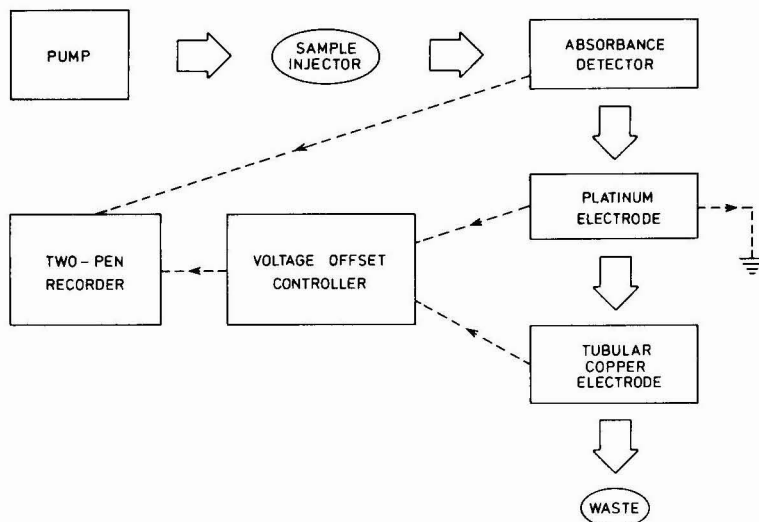 PUMP
SAMPLE
INJECTOR
ABSORBANCE
DETECTOR
PLATINUM
ELECTRODE
TWO-PEN
RECORDER
VOLTAGE OFFSET
CONTROLLER
TUBULAR
COPPER
ELECTRODE
WASTE